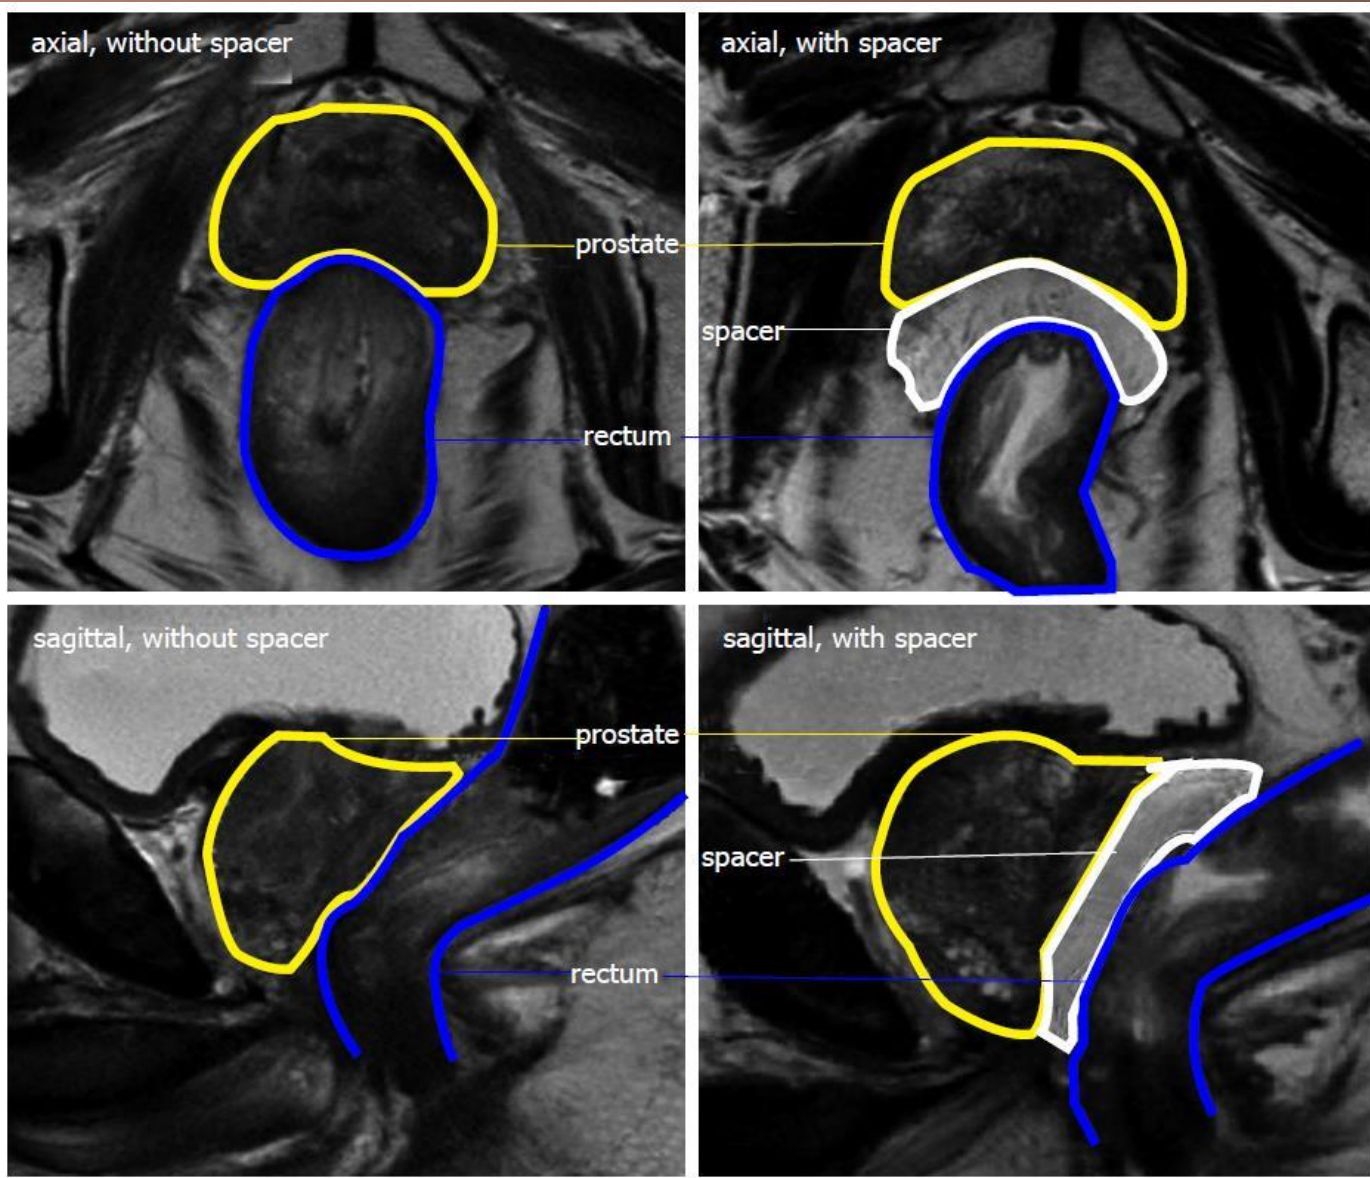 axial, without spacer
axial, with spacer
prostate
spacer
rectum
sagittal, without spacer
sagittal, with spacer
prostate
spacer
rectum